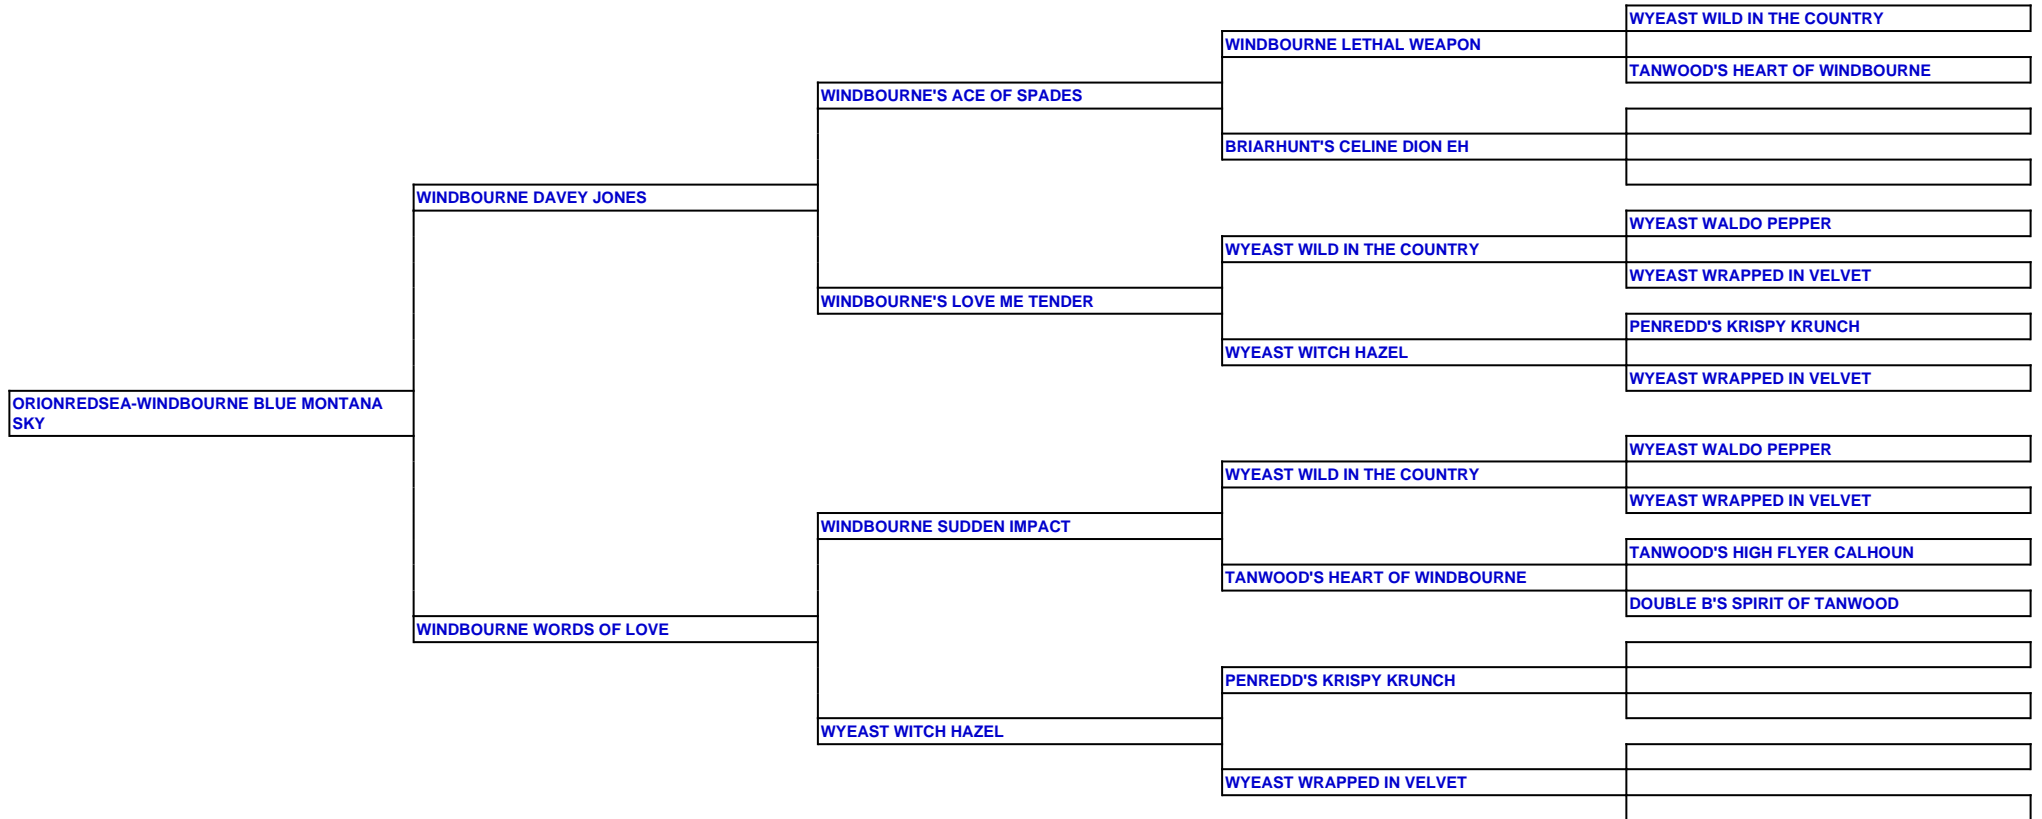 WYEAST WILD IN THE COUNTRY
WINDBOURNE LETHAL WEAPON
TANWOOD'S HEART OF WINDBOURNE
WINDBOURNE'S ACE OF SPADES
BRIARHUNT'S CELINE DION EH
WINDBOURNE DAVEY JONES
WYEAST WALDO PEPPER
WYEAST WILD IN THE COUNTRY
WYEAST WRAPPED IN VELVET
WINDBOURNE'S LOVE ME TENDER
PENREDD'S KRISPY KRUNCH
WYEAST WITCH HAZEL
WYEAST WRAPPED IN VELVET
ORIONREDSEA-WINDBOURNE BLUE MONTANA
SKY
WYEAST WALDO PEPPER
WYEAST WILD IN THE COUNTRY
WYEAST WRAPPED IN VELVET
WINDBOURNE SUDDEN IMPACT
TANWOOD'S HIGH FLYER CALHOUN
TANWOOD'S HEART OF WINDBOURNE
DOUBLE B'S SPIRIT OF TANWOOD
WINDBOURNE WORDS OF LOVE
PENREDD'S KRISPY KRUNCH
WYEAST WITCH HAZEL
WYEAST WRAPPED IN VELVET